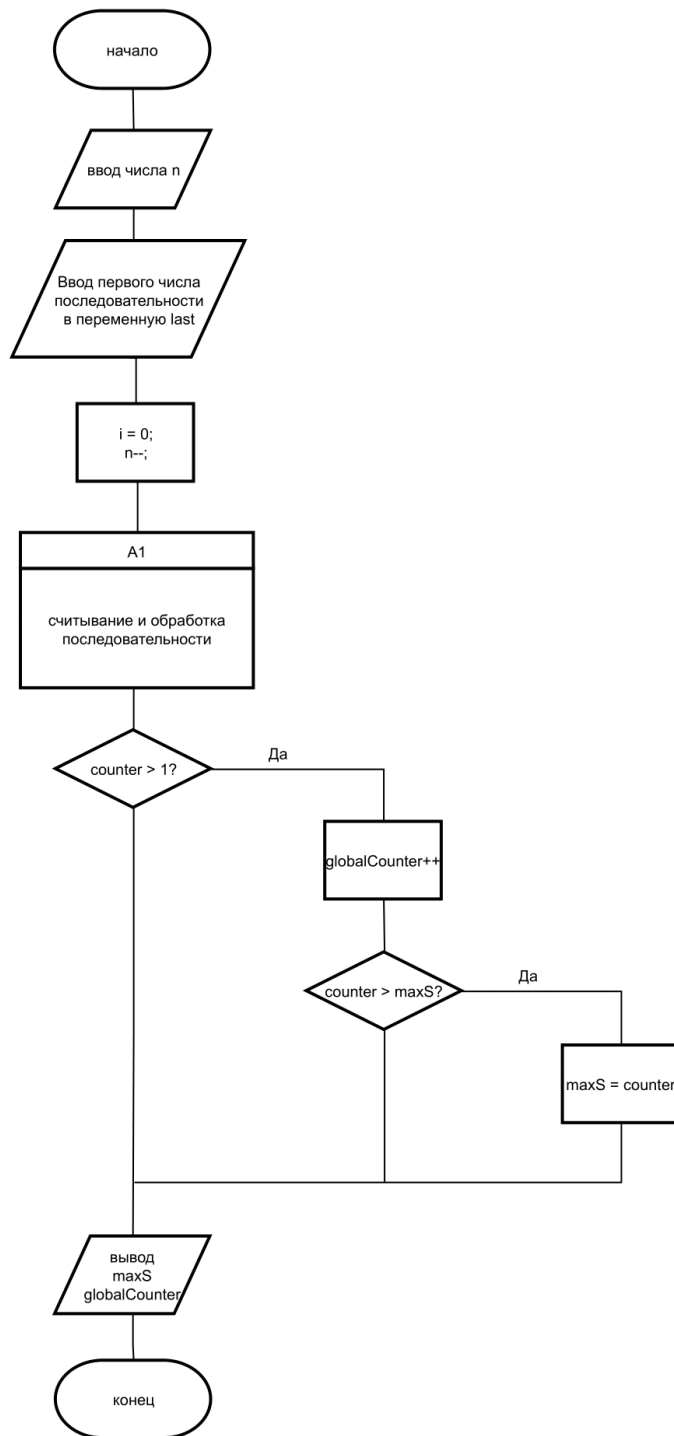 начало
ввод числа n
Ввод первого числа
последовательности
в переменную last
i = 0;
n--;
A1
считывание и обработка
последовательности
counter > 1?
Да
globalCounter++
counter > maxS?
Да
maxS = counter
вывод
maxS
globalCounter
конец